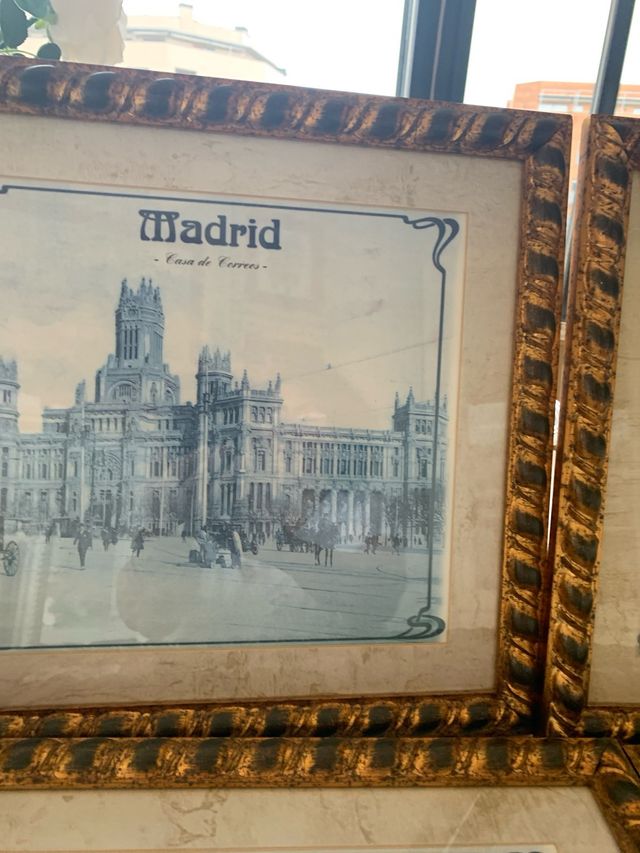 Madrid
- Casa de Correos -